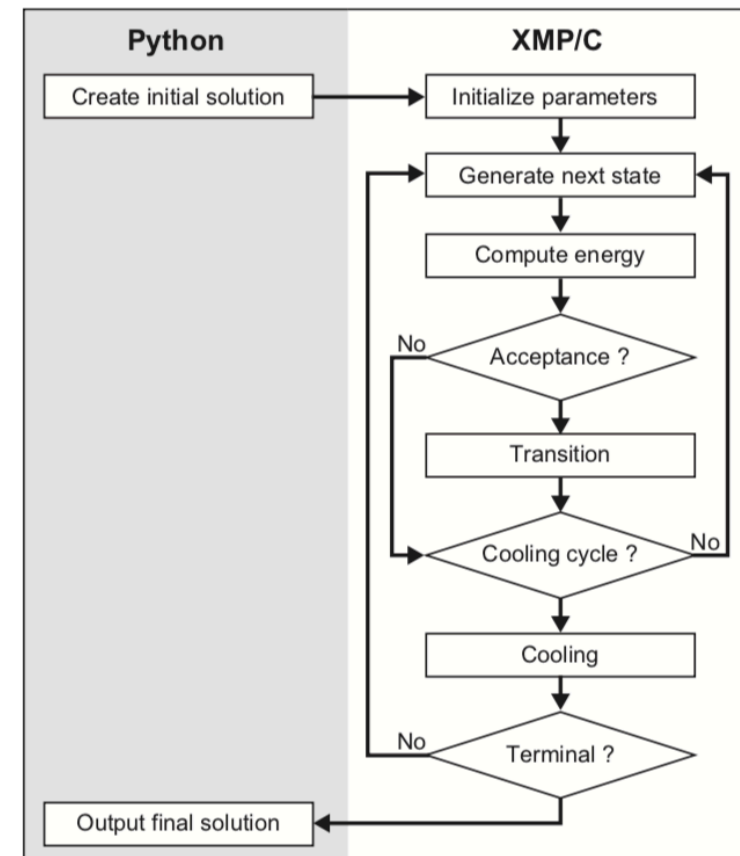 Python
XMP/C
Create initial solution
Initialize parameters
Generate next state
Compute energy
No
Acceptance ?
Transition
Cooling cycle ?
No
Cooling
No
Terminal ?
Output final solution